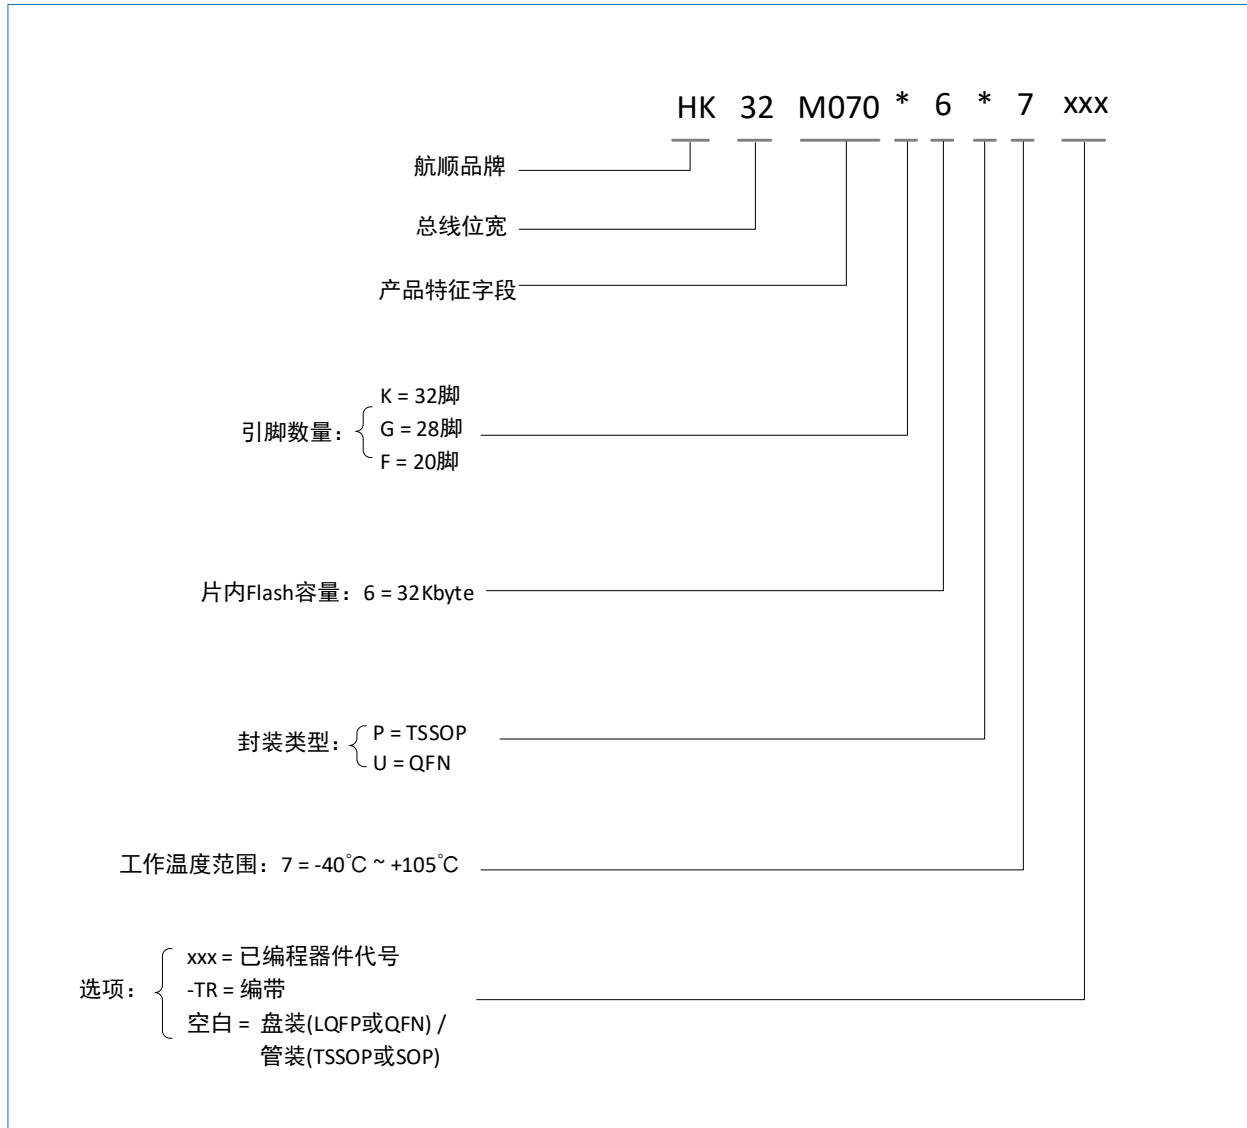 HK 32 M070 * 6 * 7 xxx
航顺品牌
总线位宽
产品特征字段
K = 32脚
引脚数量：
G = 28脚
F = 20脚
片内Flash容量：6 = 32Kbyte
封装类型：
P = TSSOP
U = QFN
工作温度范围：7 = -40℃ ~ +105℃
xxx = 已编程器件代号
选项：
-TR = 编带
空白 = 盘装(LQFP或QFN) /
管装(TSSOP或SOP)